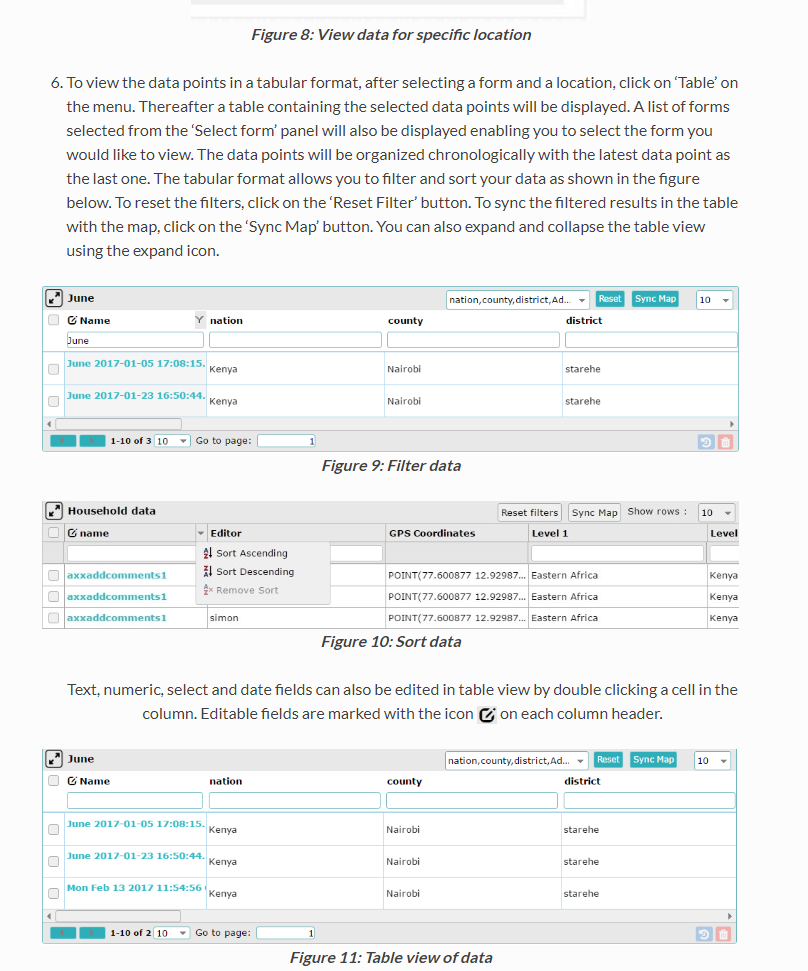 Figure 8: View data for specific location
6. To view the data points in a tabular format, after selecting a form and a location, click on ‘Table’ on
the menu. Thereafter a table containing the selected data points will be displayed. A list of forms
selected from the ‘Select form’ panel will also be displayed enabling you to select the form you
would like to view. The data points will be organized chronologically with the latest data point as
the last one. The tabular format allows you to filter and sort your data as shown in the figure
below. To reset the filters, click on the ‘Reset Filter’ button. To sync the filtered results in the table
with the map, click on the ‘Sync Map’ button. You can also expand and collapse the table view
using the expand icon.
June nation,county,district,Ad... Reset Sync Map 10
Name nation county district
June
June 2017-01-05 17:08:15. Kenya Nairobi starehe
June 2017-01-23 16:50:44. Kenya Nairobi starehe
1-10 of 3 10 Go to page: 1
Figure 9: Filter data
Household data Reset filters Sync Map Show rows : 10
name Editor GPS Coordinates Level 1 Level
Sort Ascending
Sort Descending
Remove Sort
axxaddcomments1 POINT(77.600877 12.92987... Eastern Africa Kenya
axxaddcomments1 POINT(77.600877 12.92987... Eastern Africa Kenya
axxaddcomments1 simon POINT(77.600877 12.92987... Eastern Africa Kenya
Figure 10: Sort data
Text, numeric, select and date fields can also be edited in table view by double clicking a cell in the
column. Editable fields are marked with the icon on each column header.
June nation,county,district,Ad... Reset Sync Map 10
Name nation county district
June 2017-01-05 17:08:15. Kenya Nairobi starehe
June 2017-01-23 16:50:44. Kenya Nairobi starehe
Mon Feb 13 2017 11:54:56 Kenya Nairobi starehe
1-10 of 2 10 Go to page: 1
Figure 11: Table view of data